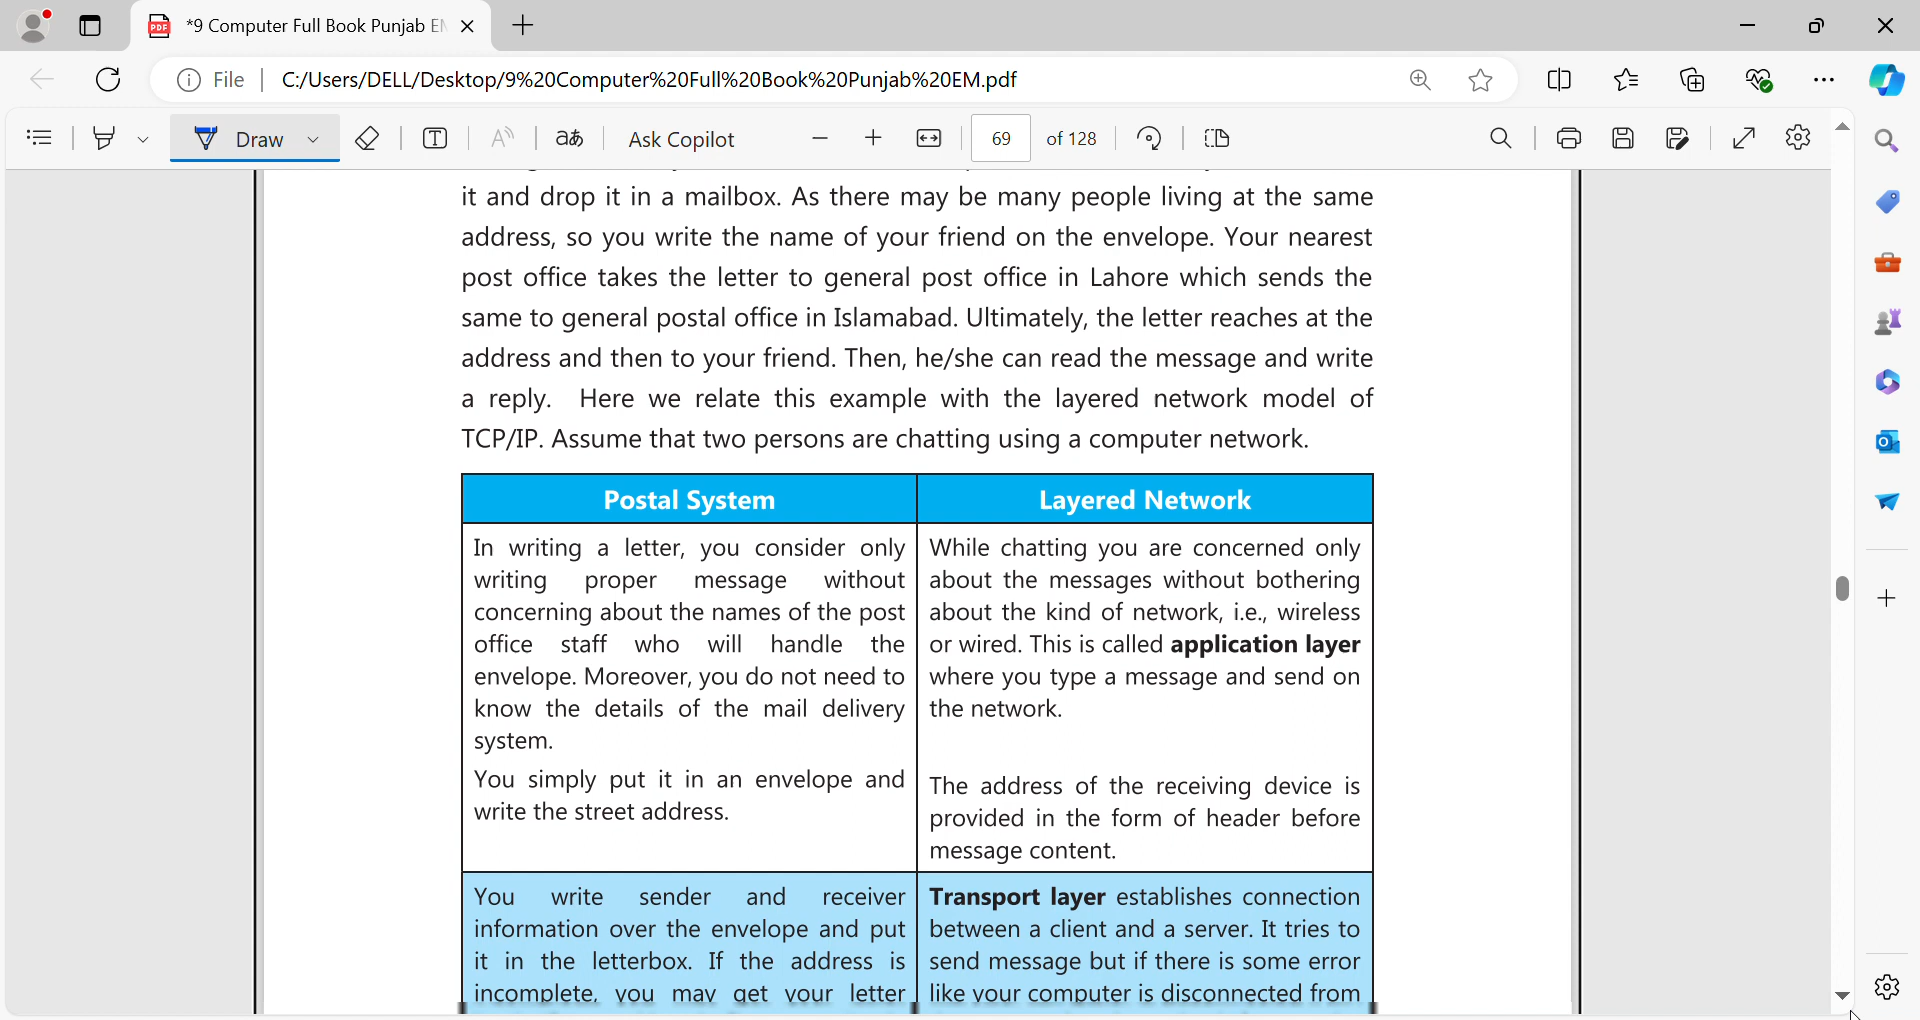 *9 Computer Full Book Punjab E
File
C:/Users/DELL/Desktop/9%20Computer%20Full%20Book%20Punjab%20EM.pdf
Draw
T
A
aあ
Ask Copilot
69
of 128
it and drop it in a mailbox. As there may be many people living at the same
address, so you write the name of your friend on the envelope. Your nearest
post office takes the letter to general post office in Lahore which sends the
same to general postal office in Islamabad. Ultimately, the letter reaches at the
address and then to your friend. Then, he/she can read the message and write
a reply. Here we relate this example with the layered network model of
TCP/IP. Assume that two persons are chatting using a computer network.
Postal System
In writing a letter, you consider only
writing proper message without
concerning about the names of the post
office staff who will handle the
envelope. Moreover, you do not need to
know the details of the mail delivery
system.
You simply put it in an envelope and
write the street address.
Layered Network
While chatting you are concerned only
about the messages without bothering
about the kind of network, i.e., wireless
or wired. This is called application layer
where you type a message and send on
the network.
The address of the receiving device is
provided in the form of header before
message content.
You write sender and receiver
information over the envelope and put
it in the letterbox. If the address is
incomplete, you may get your letter
Transport layer establishes connection
between a client and a server. It tries to
send message but if there is some error
like your computer is disconnected from